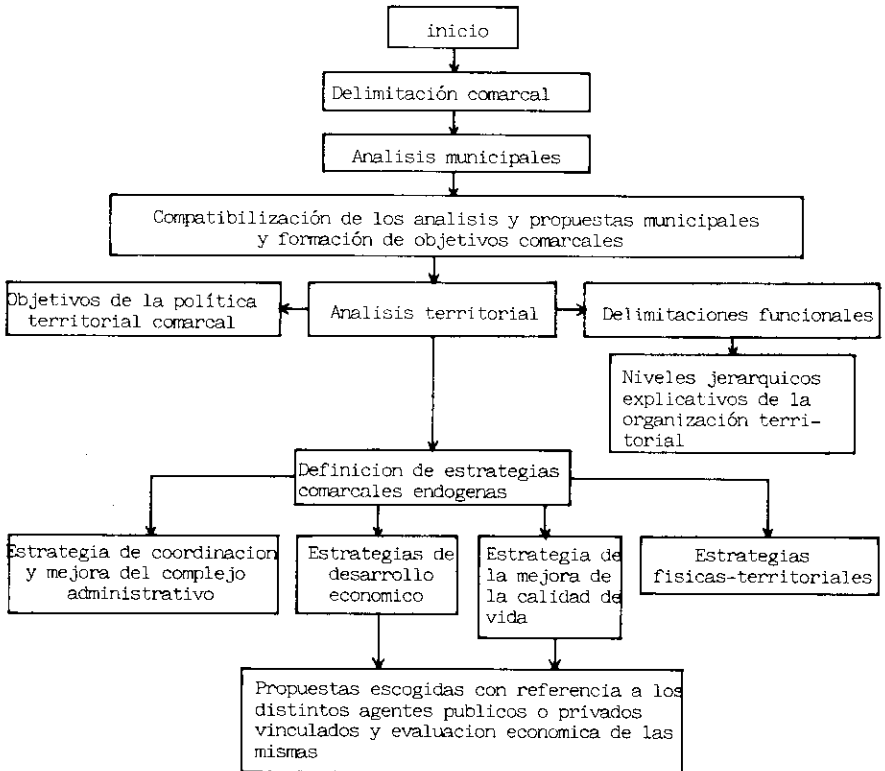 inicio
Delimitación comarcal
Analisis municipales
Compatibilización de los analisis y propuestas municipales
y formación de objetivos comarcales
Objetivos de la política
territorial comarcal
Analisis territorial
Delimitaciones funcionales
Niveles jerarquicos
explicativos de la
organización terri-
torial
Definicion de estrategias
comarcales endogenas
Estrategia de coordinacion
y mejora del complejo
administrativo
Estrategias de
desarrollo
economico
Estrategia de
la mejora de
la calidad de
vida
Estrategias
fisicas-territoriales
Propuestas escogidas con referencia a los
distintos agentes publicos o privados
vinculados y evaluacion economica de las
mismas